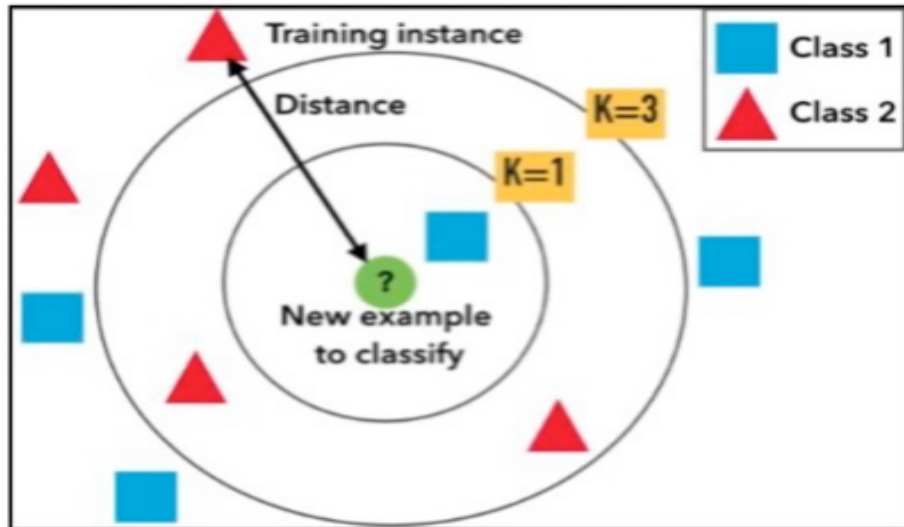 Training instance
Distance
K=3
K=1
Class 1
Class 2
?
New example
to classify